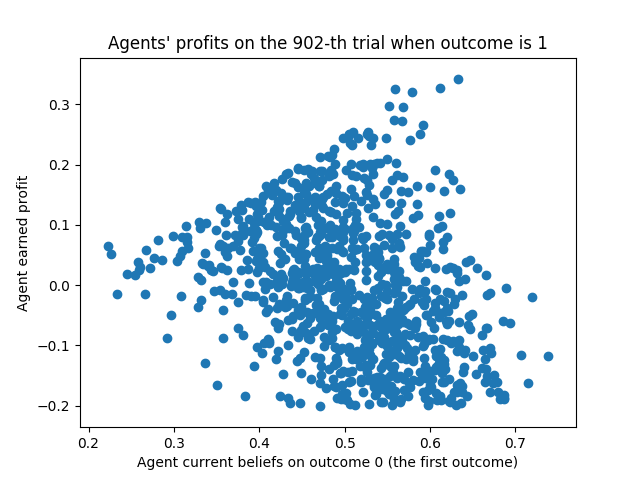 Agents' profits on the 902-th trial when outcome is 1
0.3
0.2
0.1
0.0
−0.1
−0.2
Agent earned profit
0.2 0.3 0.4 0.5 0.6 0.7
Agent current beliefs on outcome 0 (the first outcome)